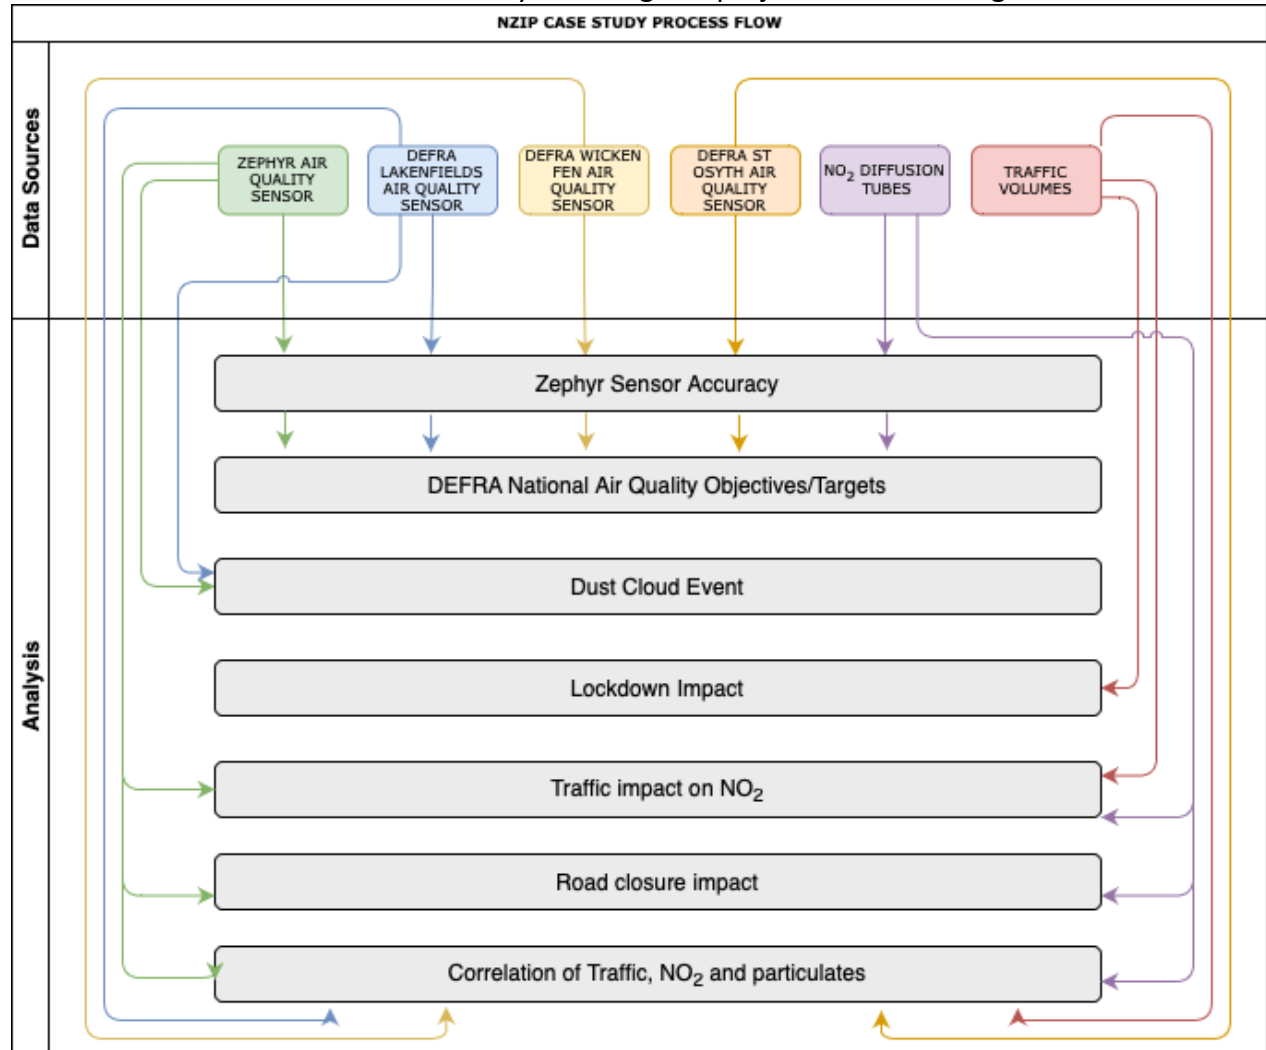 NZIP CASE STUDY PROCESS FLOW
Data Sources
ZEPHYR AIR
QUALITY
SENSOR
DEFRA
LAKENFIELDS
AIR QUALITY
SENSOR
DEFRA WICKEN
FEN AIR
QUALITY
SENSOR
DEFRA ST
OSYTH AIR
QUALITY
SENSOR
NO₂ DIFFUSION
TUBES
TRAFFIC
VOLUMES
Analysis
Zephyr Sensor Accuracy
DEFRA National Air Quality Objectives/Targets
Dust Cloud Event
Lockdown Impact
Traffic impact on NO₂
Road closure impact
Correlation of Traffic, NO₂ and particulates